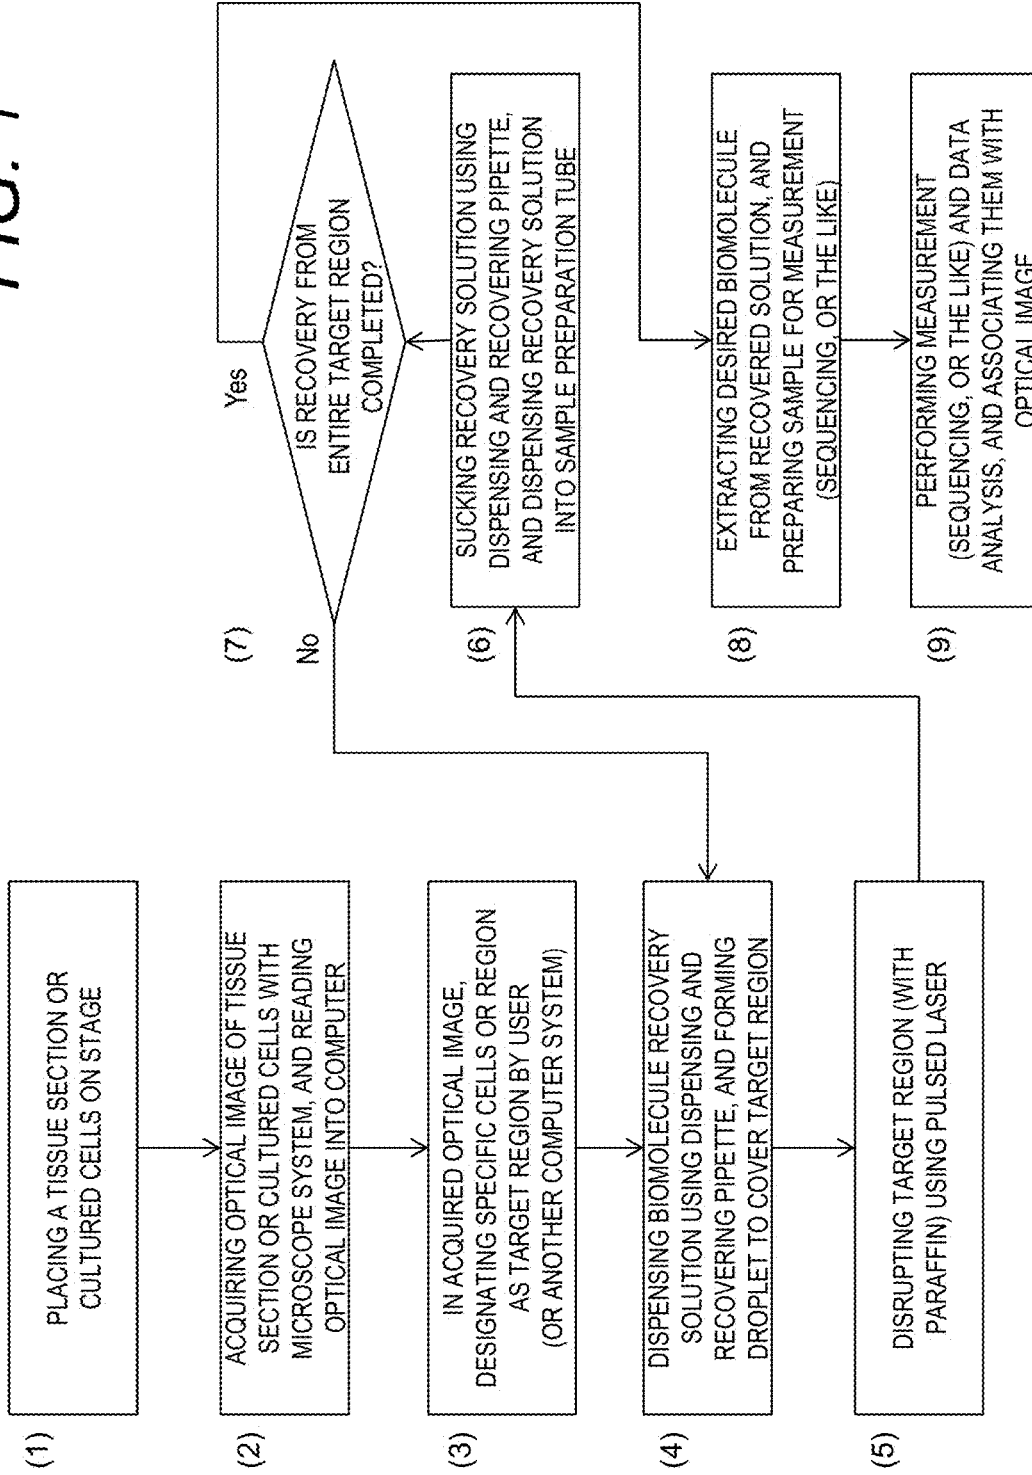 FIG. 1
(1)
PLACING A TISSUE SECTION OR
CULTURED CELLS ON STAGE
(2)
ACQUIRING OPTICAL IMAGE OF TISSUE
SECTION OR CULTURED CELLS WITH
MICROSCOPE SYSTEM, AND READING
OPTICAL IMAGE INTO COMPUTER
(3)
IN ACQUIRED OPTICAL IMAGE,
DESIGNATING SPECIFIC CELLS OR REGION
AS TARGET REGION BY USER
(OR ANOTHER COMPUTER SYSTEM)
(4)
DISPENSING BIOMOLECULE RECOVERY
SOLUTION USING DISPENSING AND
RECOVERING PIPETTE, AND FORMING
DROPLET TO COVER TARGET REGION
(5)
DISRUPTING TARGET REGION (WITH
PARAFFIN) USING PULSED LASER
(6)
SUCKING RECOVERY SOLUTION USING
DISPENSING AND RECOVERING PIPETTE,
AND DISPENSING RECOVERY SOLUTION
INTO SAMPLE PREPARATION TUBE
(7)
Yes
No
IS RECOVERY FROM
ENTIRE TARGET REGION
COMPLETED?
(8)
EXTRACTING DESIRED BIOMOLECULE
FROM RECOVERED SOLUTION, AND
PREPARING SAMPLE FOR MEASUREMENT
(SEQUENCING, OR THE LIKE)
(9)
PERFORMING MEASUREMENT
(SEQUENCING, OR THE LIKE) AND DATA
ANALYSIS, AND ASSOCIATING THEM WITH
OPTICAL IMAGE